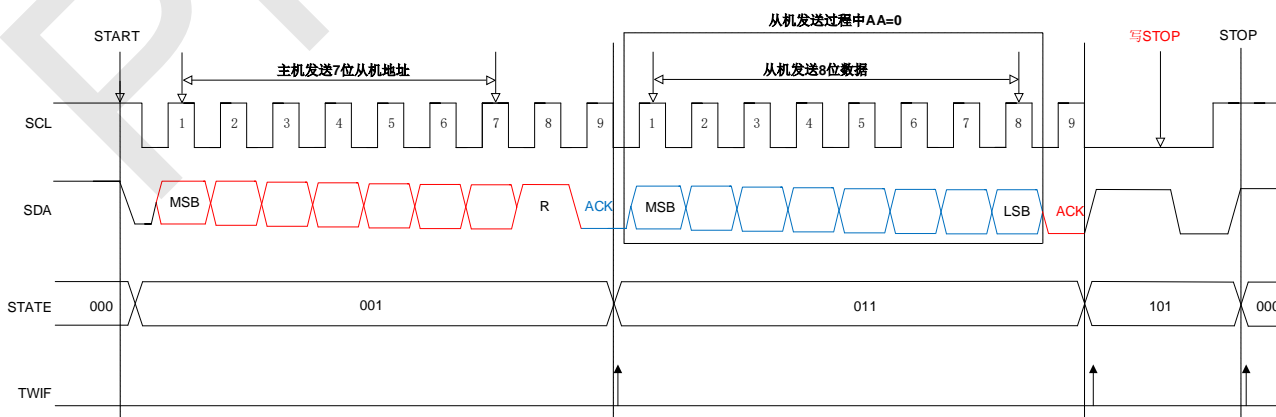 从机发送过程中AA=0
START
写STOP
STOP
主机发送7位从机地址
从机发送8位数据
SCL 1 2 3 4 5 6 7 8 9 1 2 3 4 5 6 7 8 9
SDA MSB R ACK MSB LSB ACK
STATE 000 001 011 101 000
TWIF